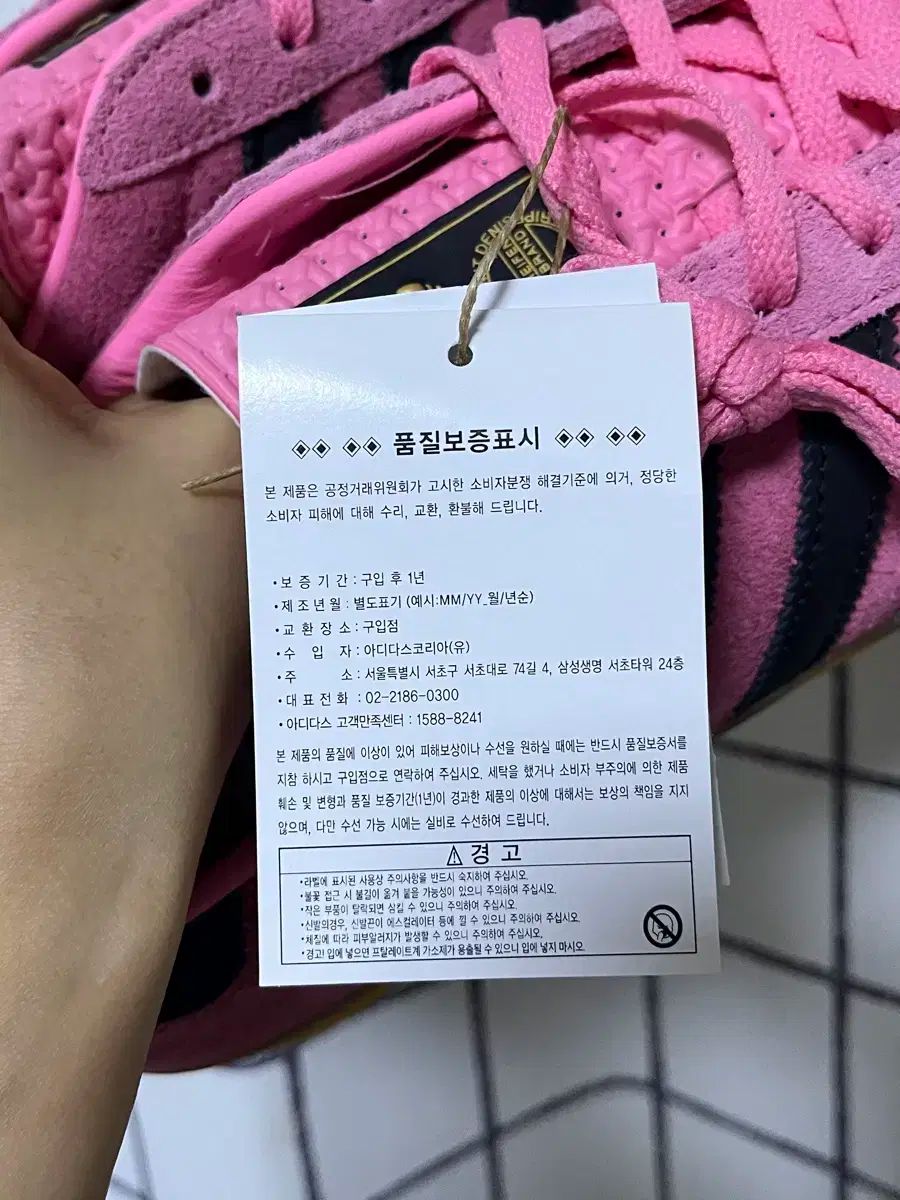 BRAND
◈◈ ◈◈ 품질보증표시 ◈◈ ◈◈
본 제품은 공정거래위원회가 고시한 소비자분쟁 해결기준에 의거, 정당한
소비자 피해에 대해 수리, 교환, 환불해 드립니다.
•보 증 기 간 : 구입 후 1년
•제 조 년 월 : 별도표기 (예시:MM/YY_월/년순)
•교 환 장 소 : 구입점
•수 입 자 : 아디다스코리아(유)
•주 소 : 서울특별시 서초구 서초대로 74길 4, 삼성생명 서초타워 24층
•대 표 전 화 : 02-2186-0300
•아디다스 고객만족센터 : 1588-8241
본 제품의 품질에 이상이 있어 피해보상이나 수선을 원하실 때에는 반드시 품질보증서를
지참 하시고 구입점으로 연락하여 주십시오. 세탁을 했거나 소비자 부주의에 의한 제품
훼손 및 변형과 품질 보증기간(1년)이 경과한 제품의 이상에 대해서는 보상의 책임을 지지
않으며, 다만 수선 가능 시에는 실비로 수선하여 드립니다.
⚠ 경 고
•라벨에 표시된 사용상 주의사항을 반드시 숙지하여 주십시오.
•불꽃 접근 시 불길이 옮겨 붙을 가능성이 있으니 주의하여 주십시오.
•작은 부품이 탈락되면 삼킬 수 있으니 주의하여 주십시오.
•신발의경우, 신발끈이 에스컬레이터 등에 낄 수 있으니 주의하여 주십시오.
•체질에 따라 피부알러지가 발생할 수 있으니 주의하여 주십시오.
•경고! 입에 넣으면 프탈레이트계 가소제가 용출될 수 있으니 입에 넣지 마시오.